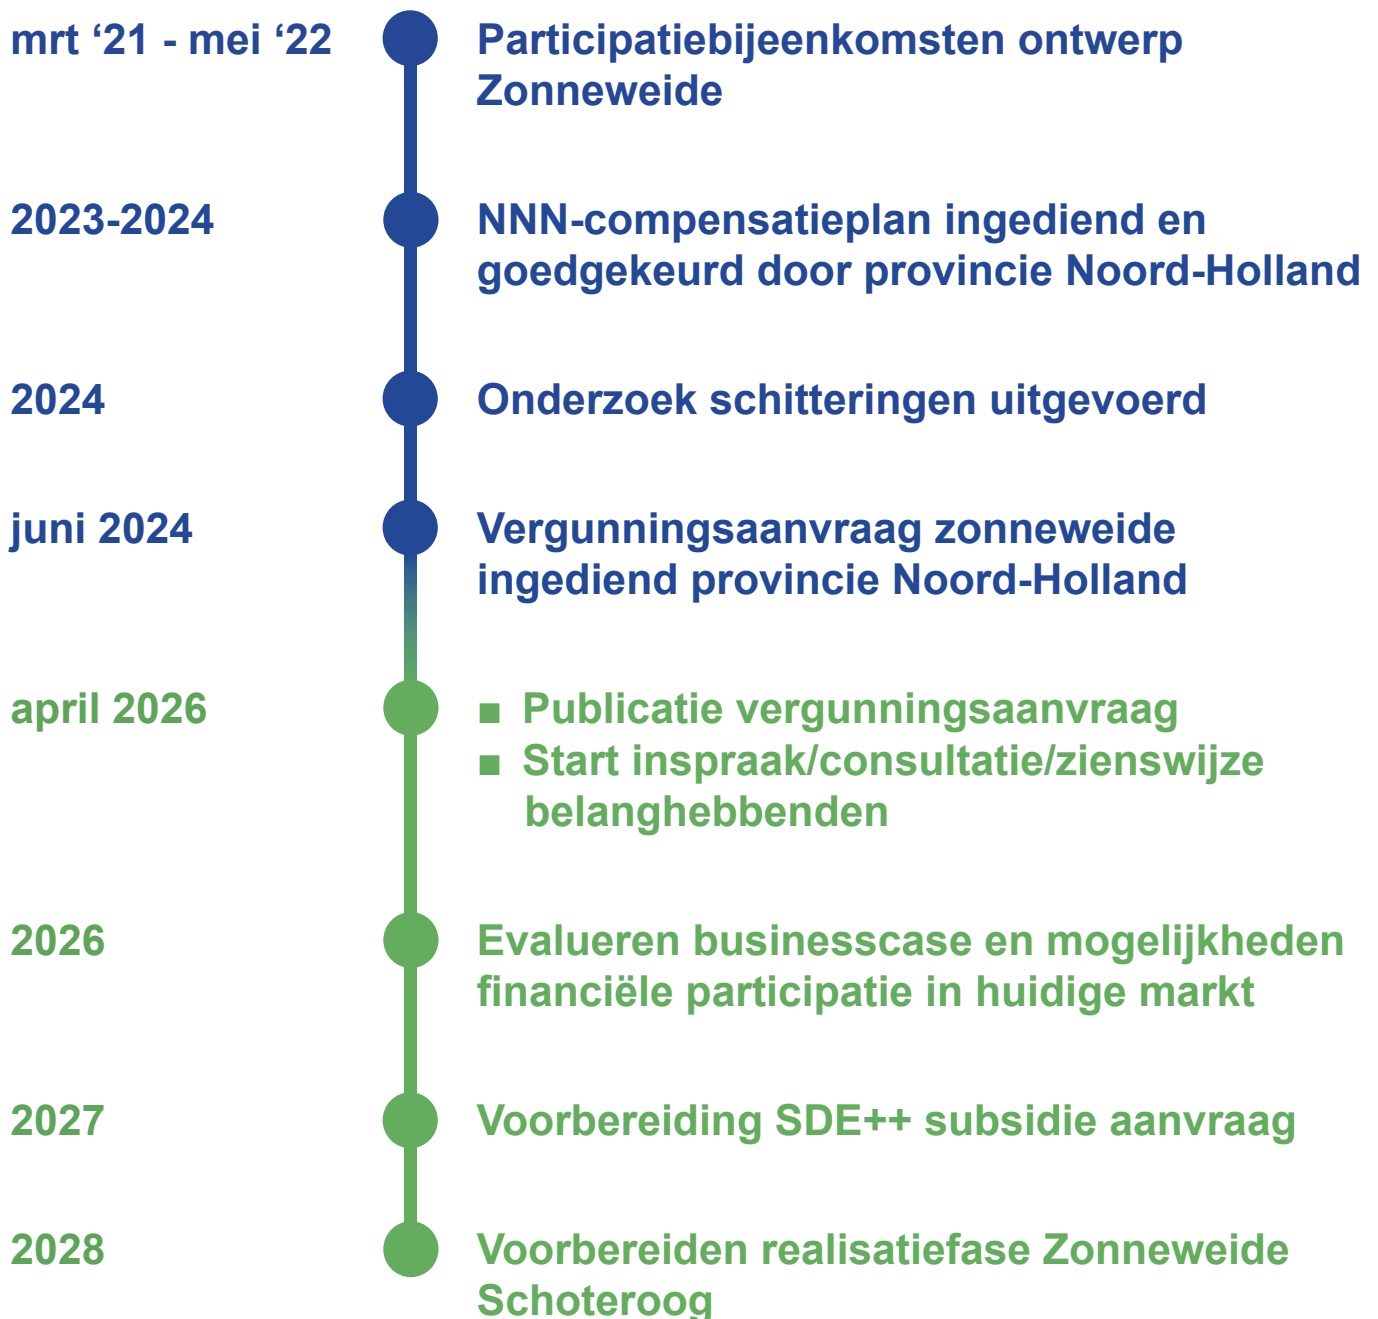 mrt ‘21 - mei ‘22
Participatiebijeenkomsten ontwerp
Zonneweide
2023-2024
NNN-compensatieplan ingediend en
goedgekeurd door provincie Noord-Holland
2024
Onderzoek schitteringen uitgevoerd
juni 2024
Vergunningsaanvraag zonneweide
ingediend provincie Noord-Holland
april 2026
■ Publicatie vergunningsaanvraag
■ Start inspraak/consultatie/zienswijze
belanghebbenden
2026
Evalueren businesscase en mogelijkheden
financiële participatie in huidige markt
2027
Voorbereiding SDE++ subsidie aanvraag
2028
Voorbereiden realisatiefase Zonneweide
Schoteroog